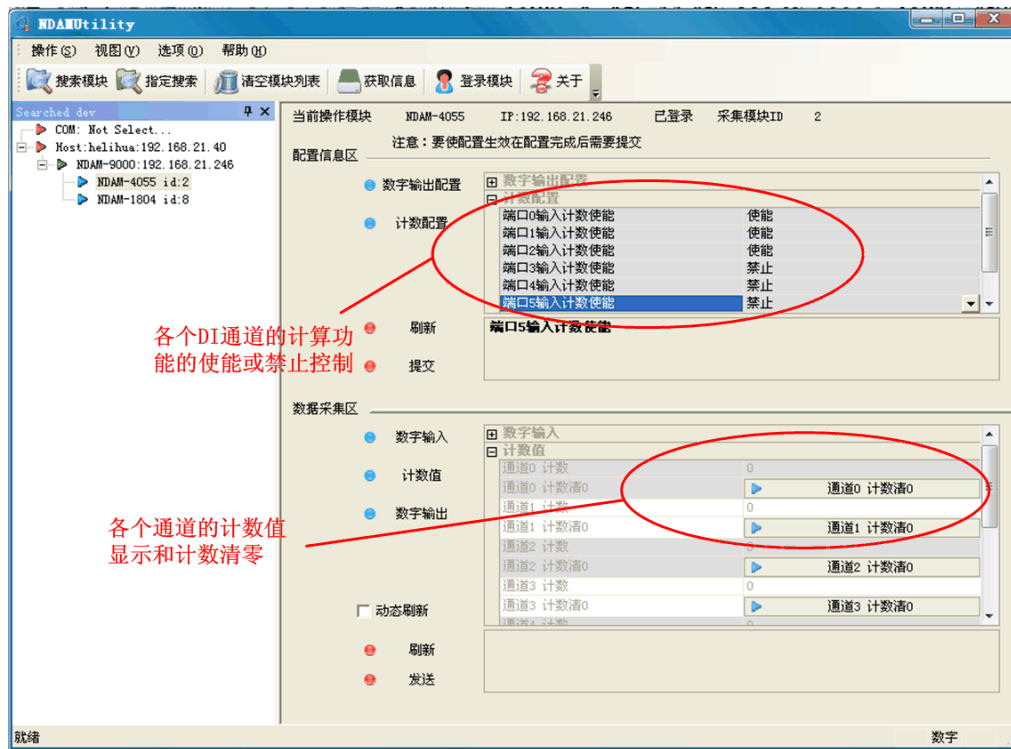 NDAMUtility
操作(S) 视图(V) 选项(O) 帮助(H)
搜索模块 指定搜索 清空模块列表 获取信息 登录模块 关于
Searched dev
COM: Not Select...
Host:helihua:192.168.21.40
NDAM-9000:192.168.21.246
NDAM-4055 id:2
NDAM-1804 id:8
当前操作模块 NDAM-4055 IP:192.168.21.246 已登录 采集模块ID 2
注意：要使配置生效在配置完成后需要提交
配置信息区
数字输出配置
计数配置
刷新
提交
数字输出配置
计数配置
端口0输入计数使能 使能
端口1输入计数使能 使能
端口2输入计数使能 使能
端口3输入计数使能 禁止
端口4输入计数使能 禁止
端口5输入计数使能 禁止
端口5输入计数使能
各个DI通道的计算功
能的使能或禁止控制
数据采集区
数字输入
计数值
数字输出
数字输入
计数值
通道0 计数 0
通道0 计数清0 通道0 计数清0
通道1 计数 0
通道1 计数清0 通道1 计数清0
通道2 计数 0
通道2 计数清0 通道2 计数清0
通道3 计数 0
通道3 计数清0 通道3 计数清0
通道4 计数 0
各个通道的计数值
显示和计数清零
动态刷新
刷新
发送
就绪 数字